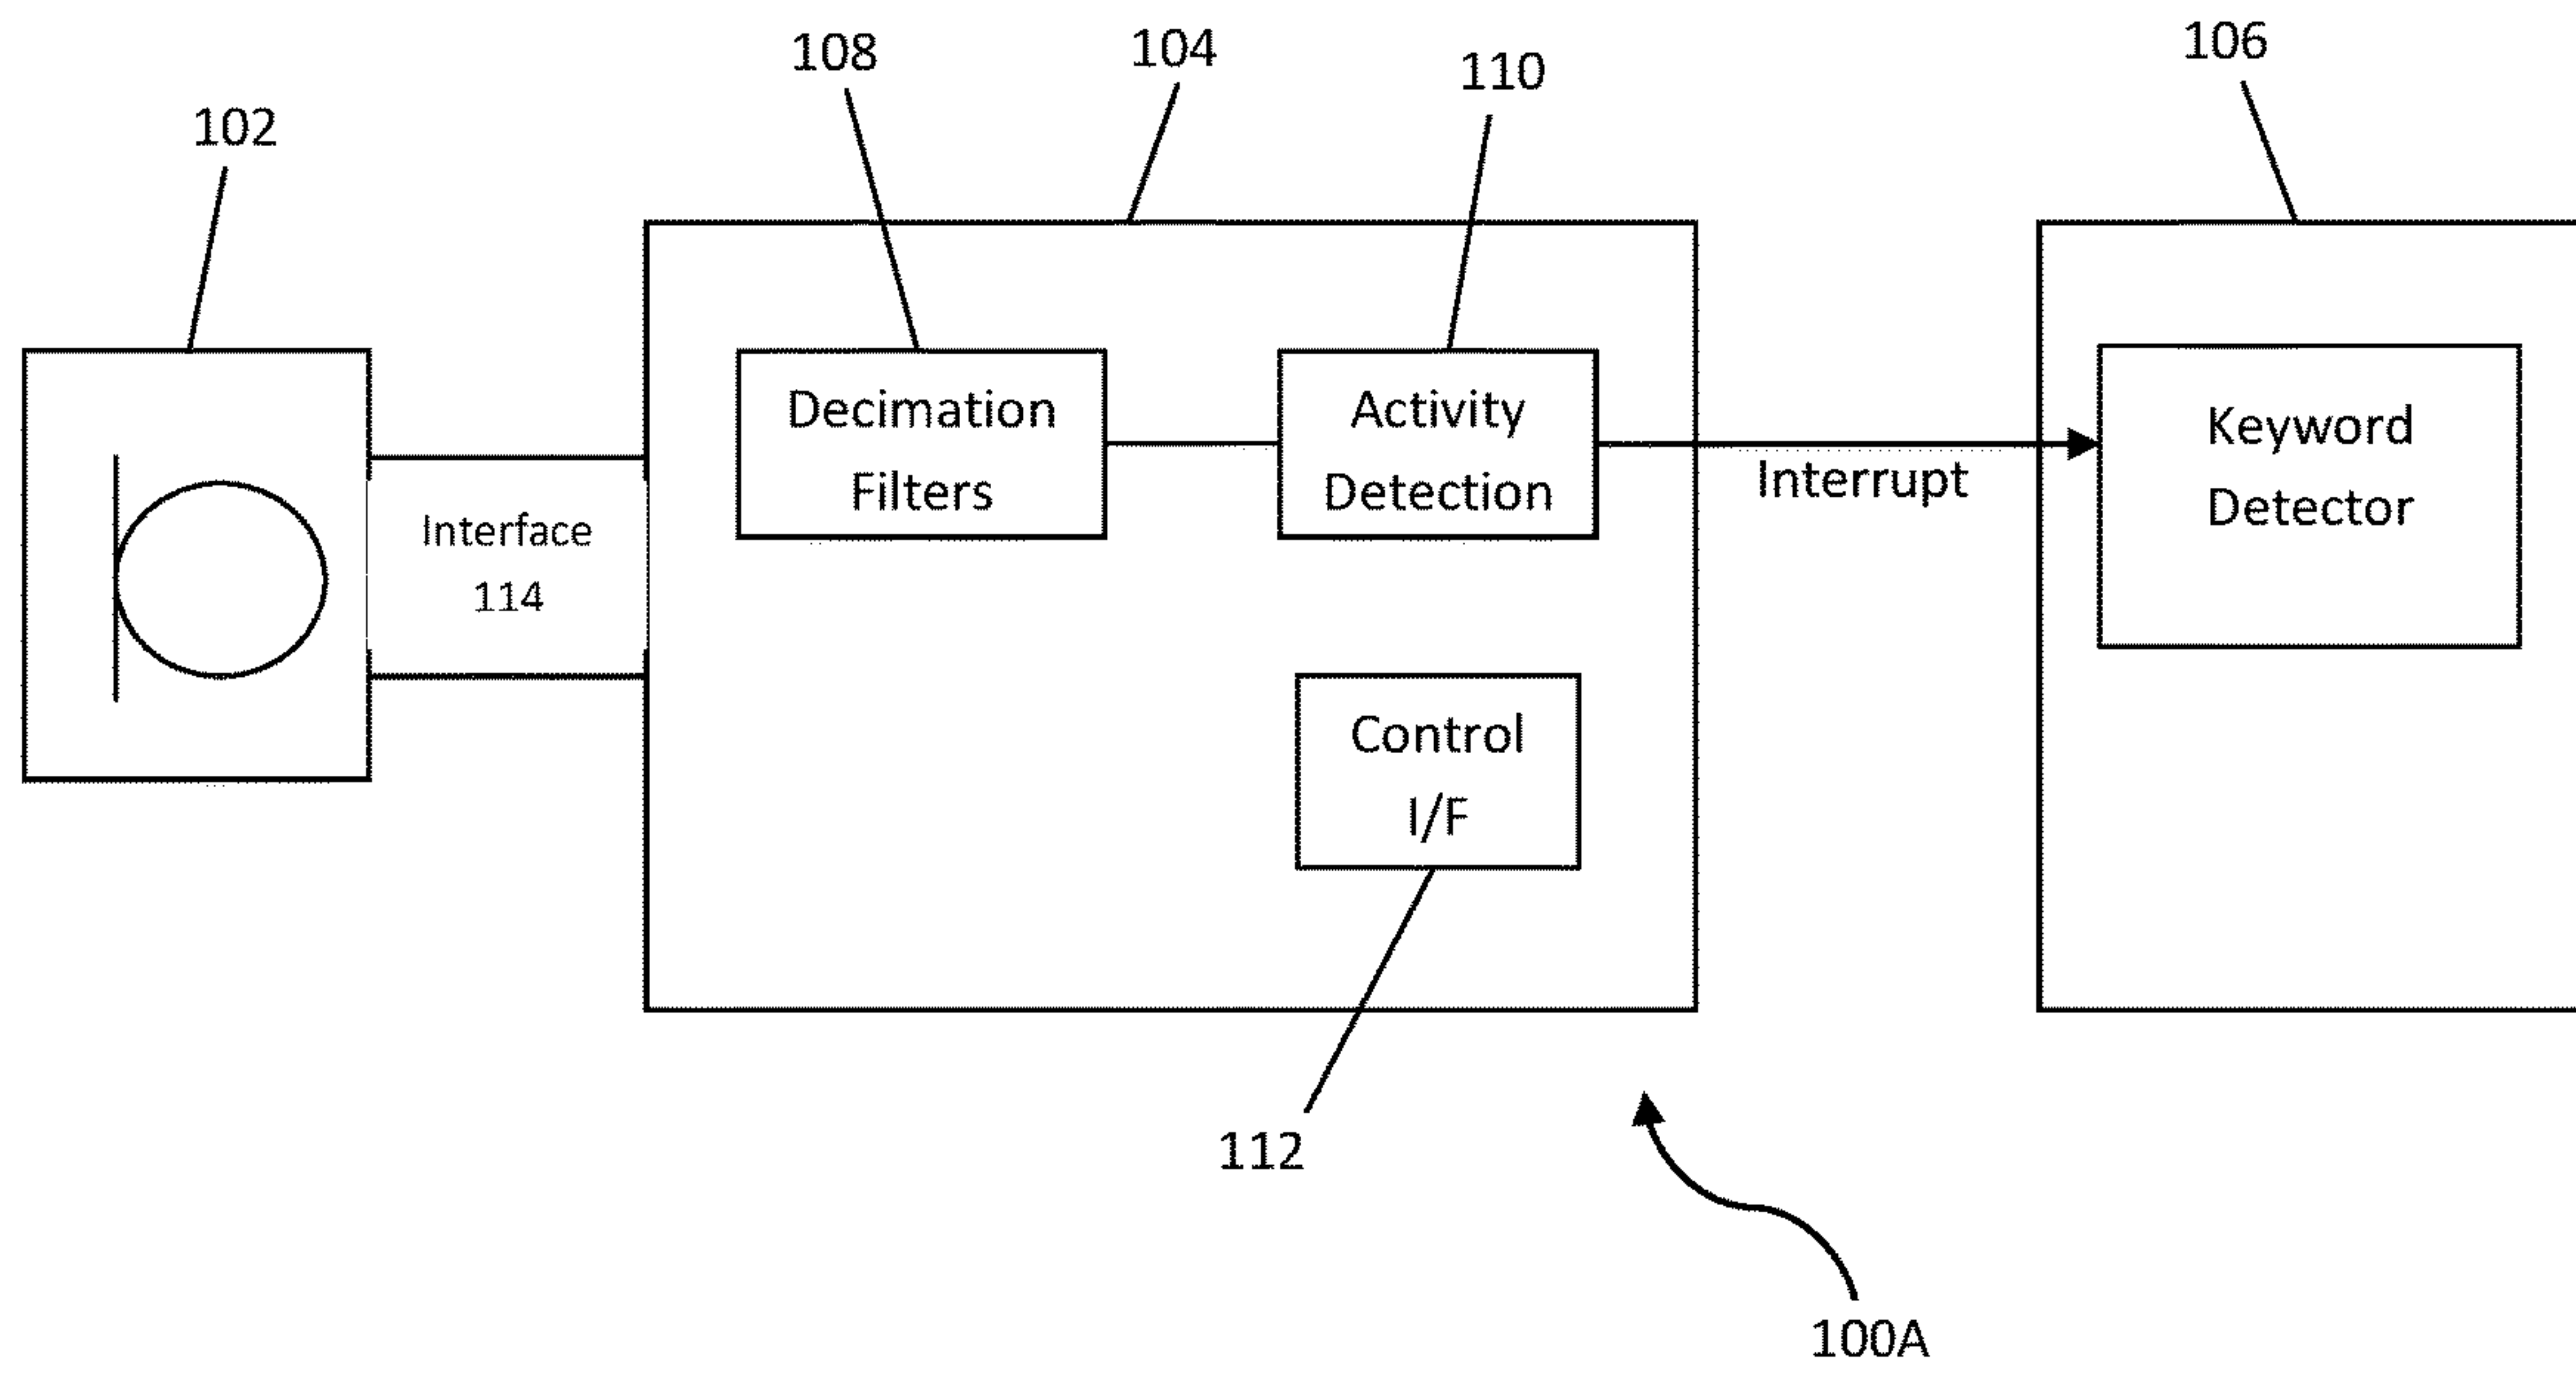 106
104
108
110
102
Decimation
Filters
Activity
Detection
Keyword
Detector
Interrupt
Interface
114
Control
I/F
112
100A